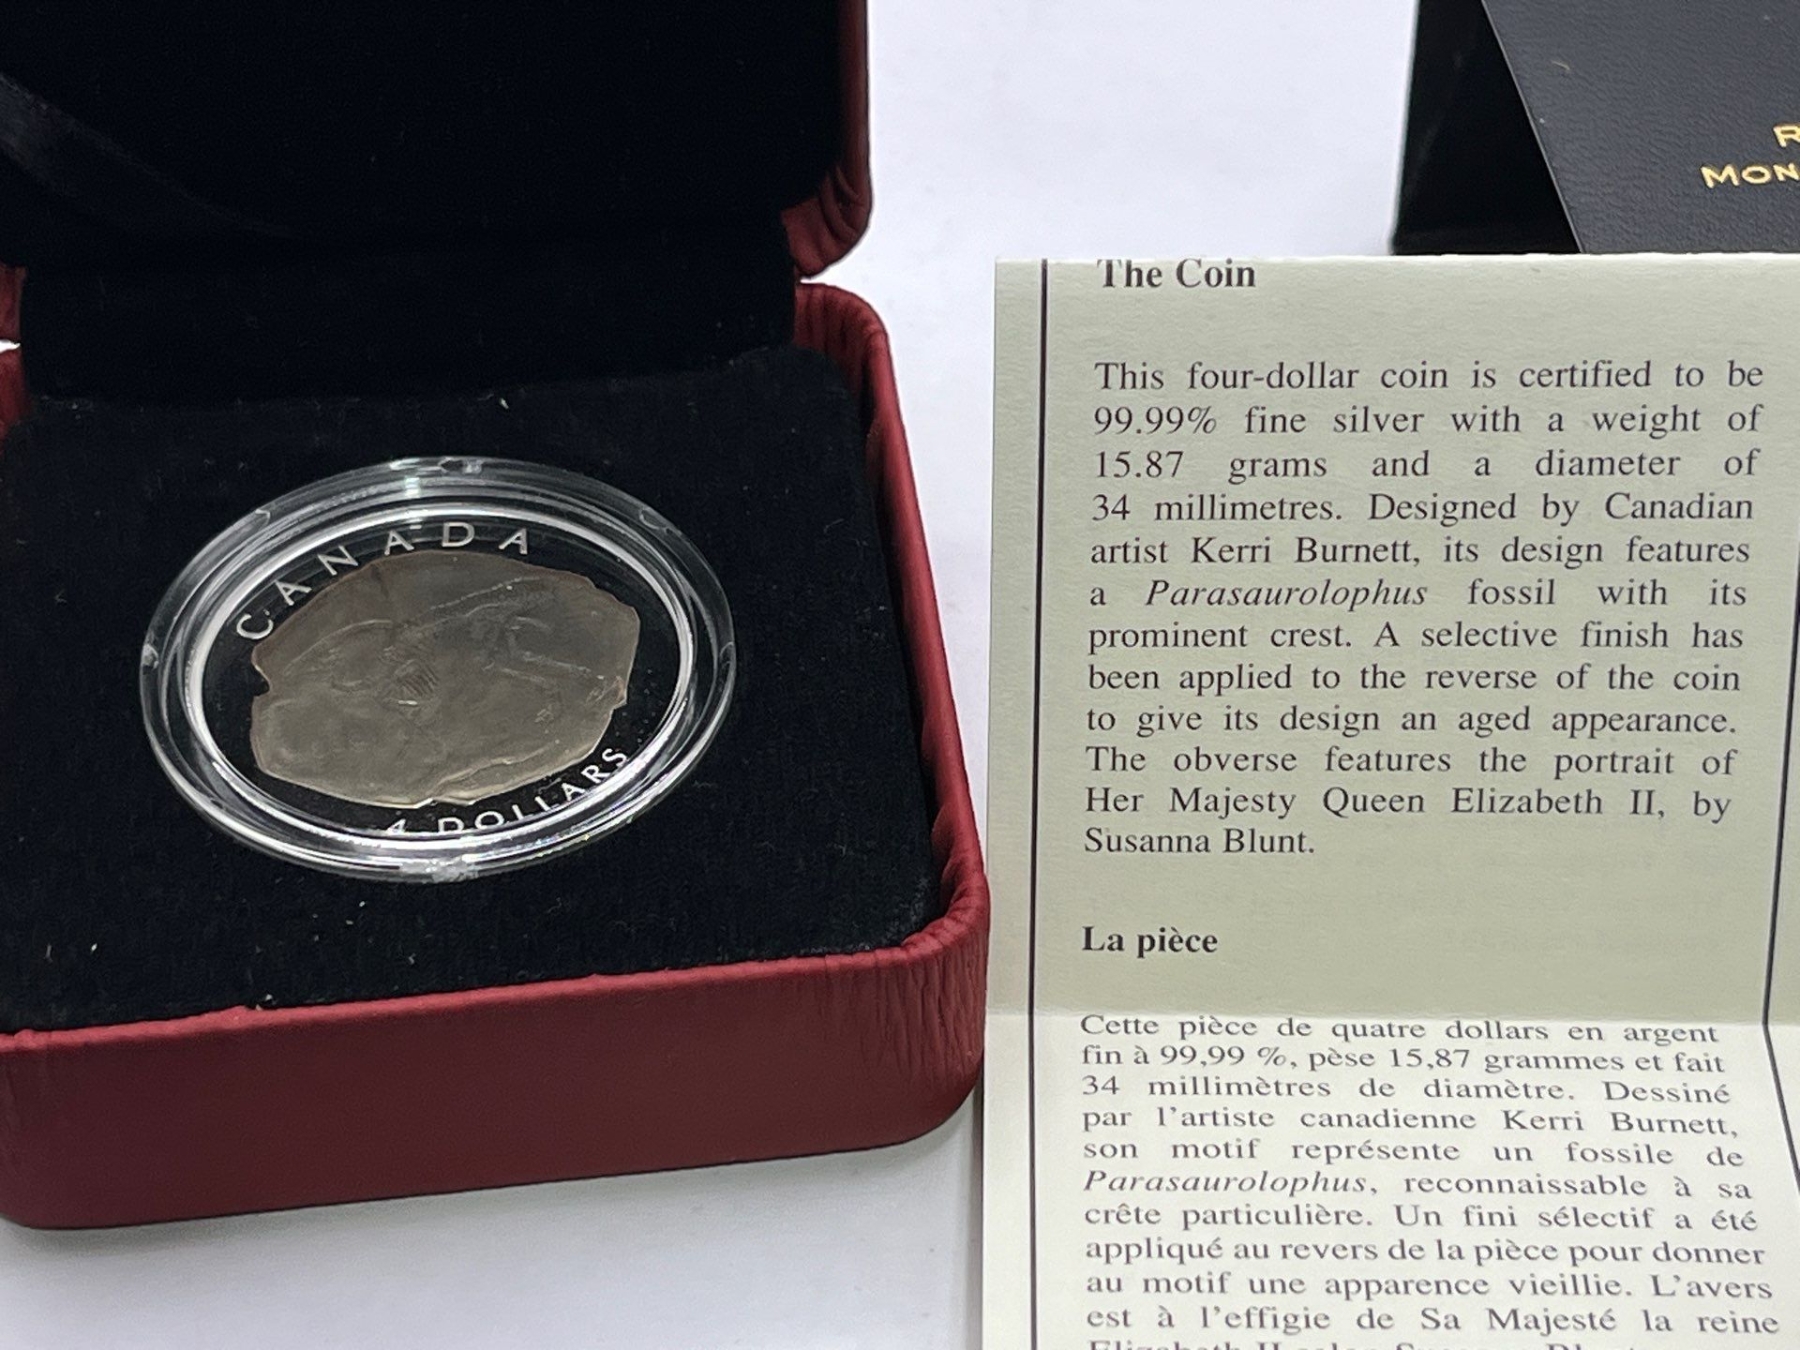 R
MON
CANADA
4 DOLLARS
The Coin
This four-dollar coin is certified to be
99.99% fine silver with a weight of
15.87 grams and a diameter of
34 millimetres. Designed by Canadian
artist Kerri Burnett, its design features
a Parasaurolophus fossil with its
prominent crest. A selective finish has
been applied to the reverse of the coin
to give its design an aged appearance.
The obverse features the portrait of
Her Majesty Queen Elizabeth II, by
Susanna Blunt.
La pièce
Cette pièce de quatre dollars en argent
fin à 99,99 %, pèse 15,87 grammes et fait
34 millimètres de diamètre. Dessiné
par l'artiste canadienne Kerri Burnett,
son motif représente un fossile de
Parasaurolophus, reconnaissable à sa
crête particulière. Un fini sélectif a été
appliqué au revers de la pièce pour donner
au motif une apparence vieillie. L'avers
est à l'effigie de Sa Majesté la reine